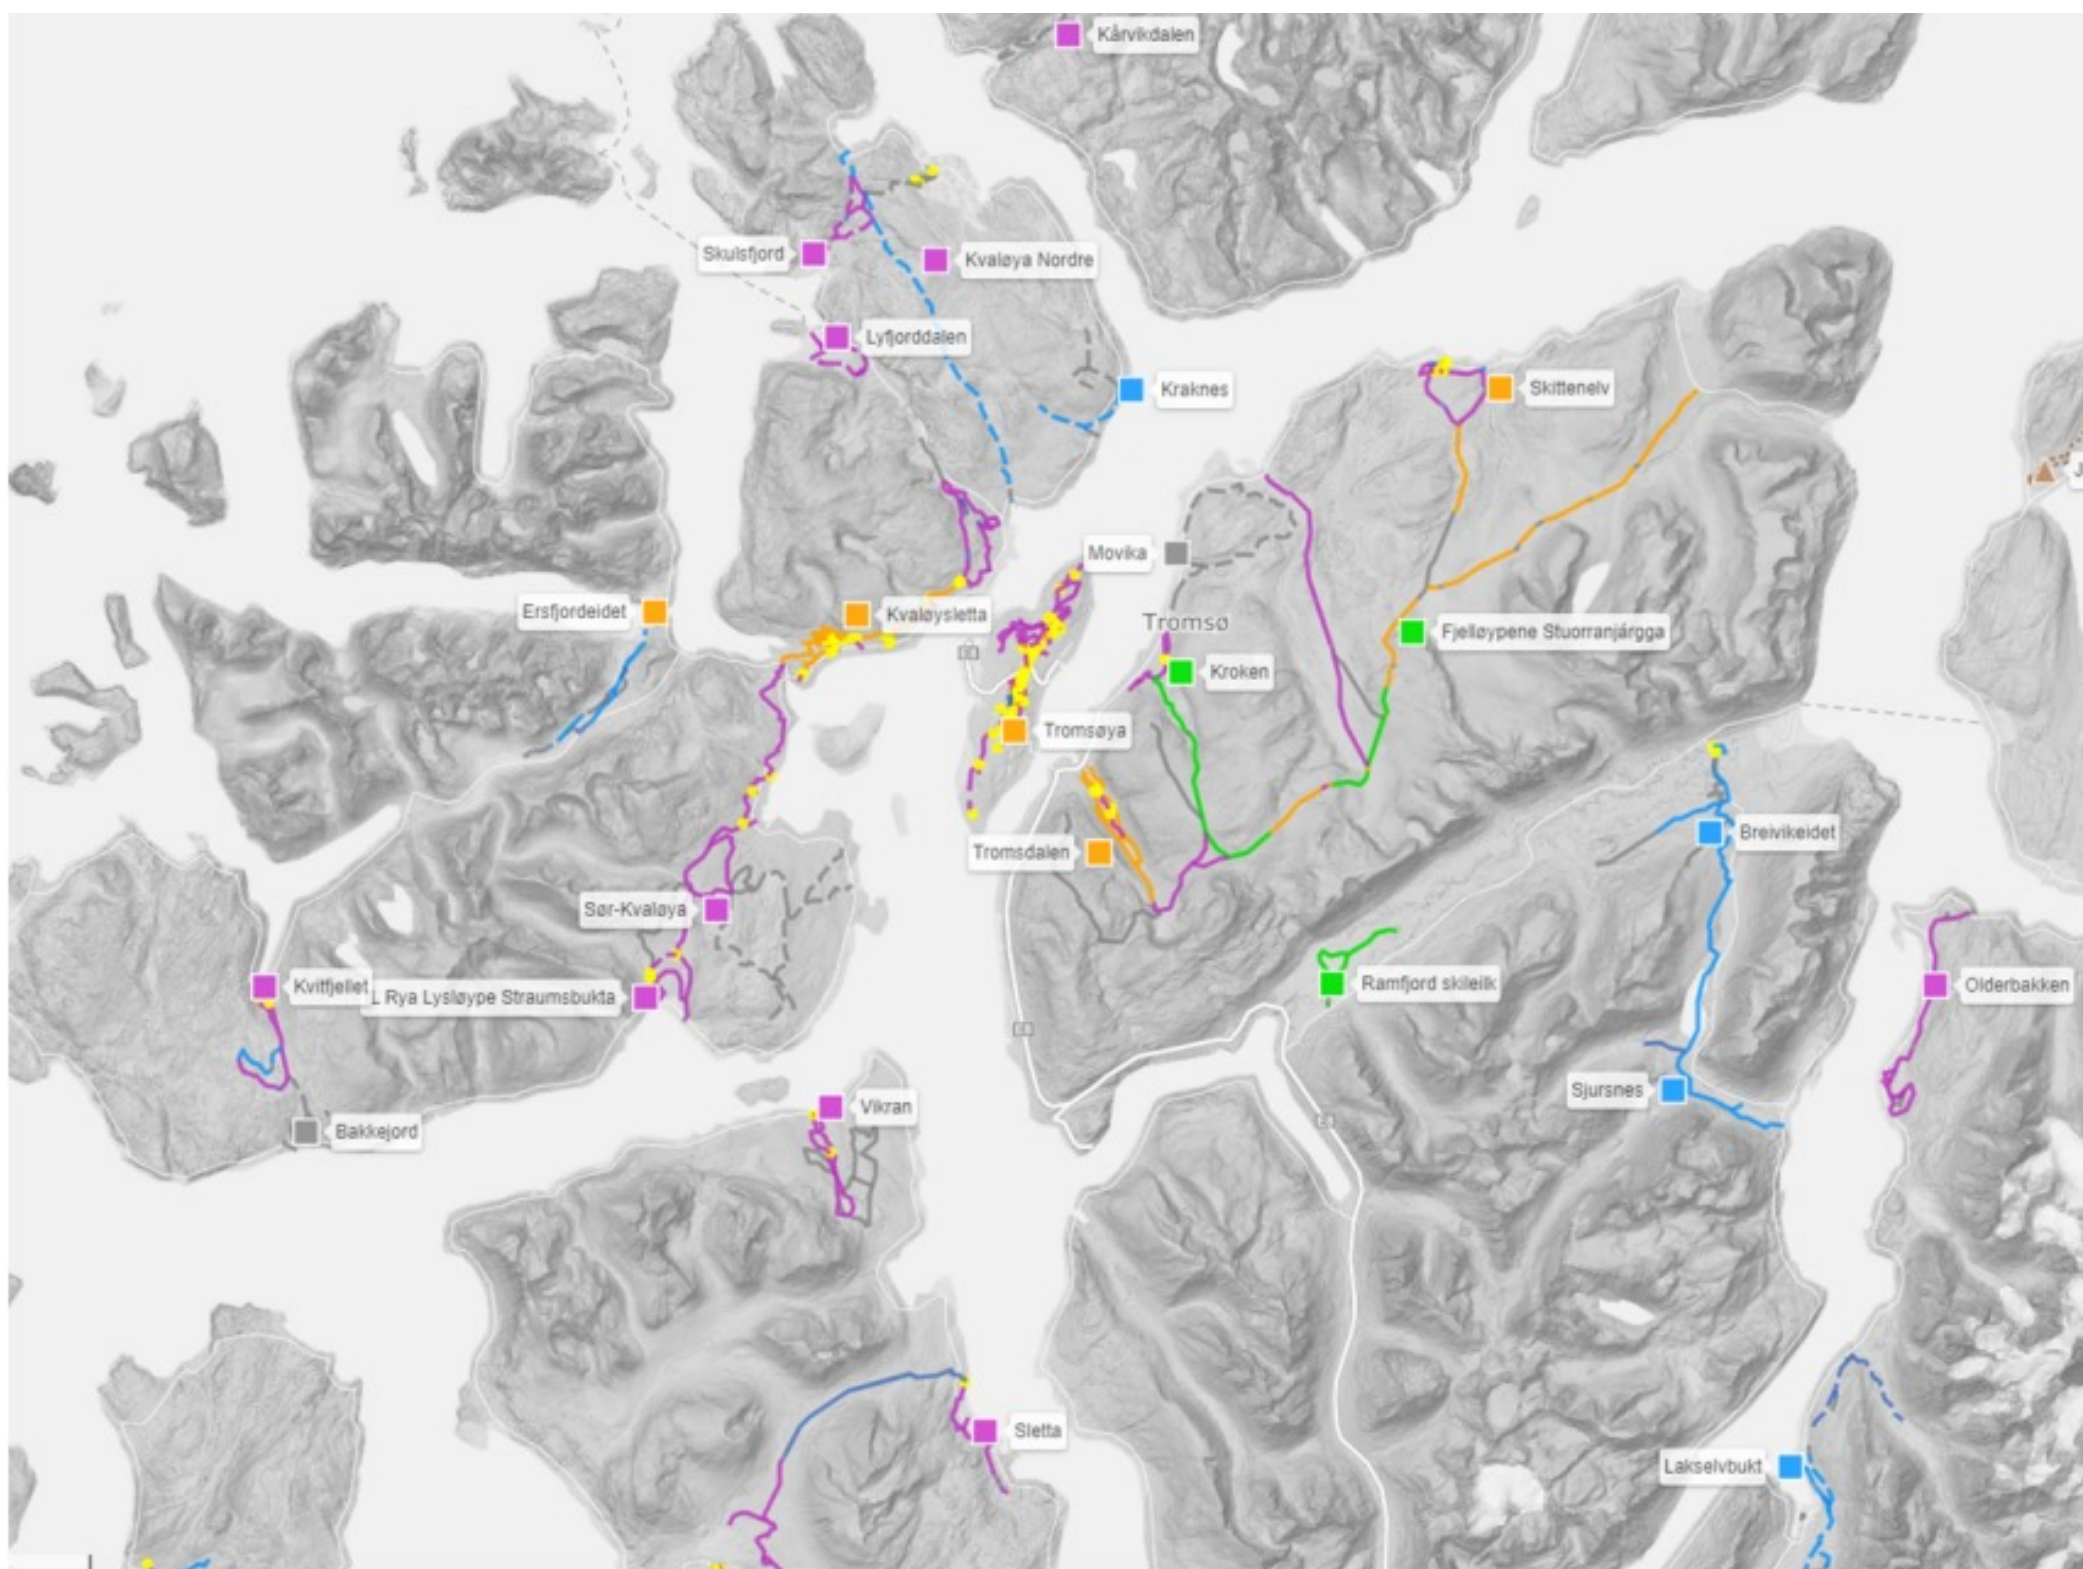 Kårvikdalen
Skulsfjord
Kvaløya Nordre
Lyfjorddalen
Kraknes
Skittenelv
J
Movika
Ersfjordeidet
Kvaløysletta
Tromsø
Fjelløypene Stuorranjárgga
Kroken
Tromsøya
Breivikeidet
Tromsdalen
Sør-Kvaløya
Kvitfjellet
L Rya Lysløype Straumsbukta
Ramfjord skileilk
Olderbakken
Sjursnes
Vikran
Bakkejord
Sletta
Lakselvbukt